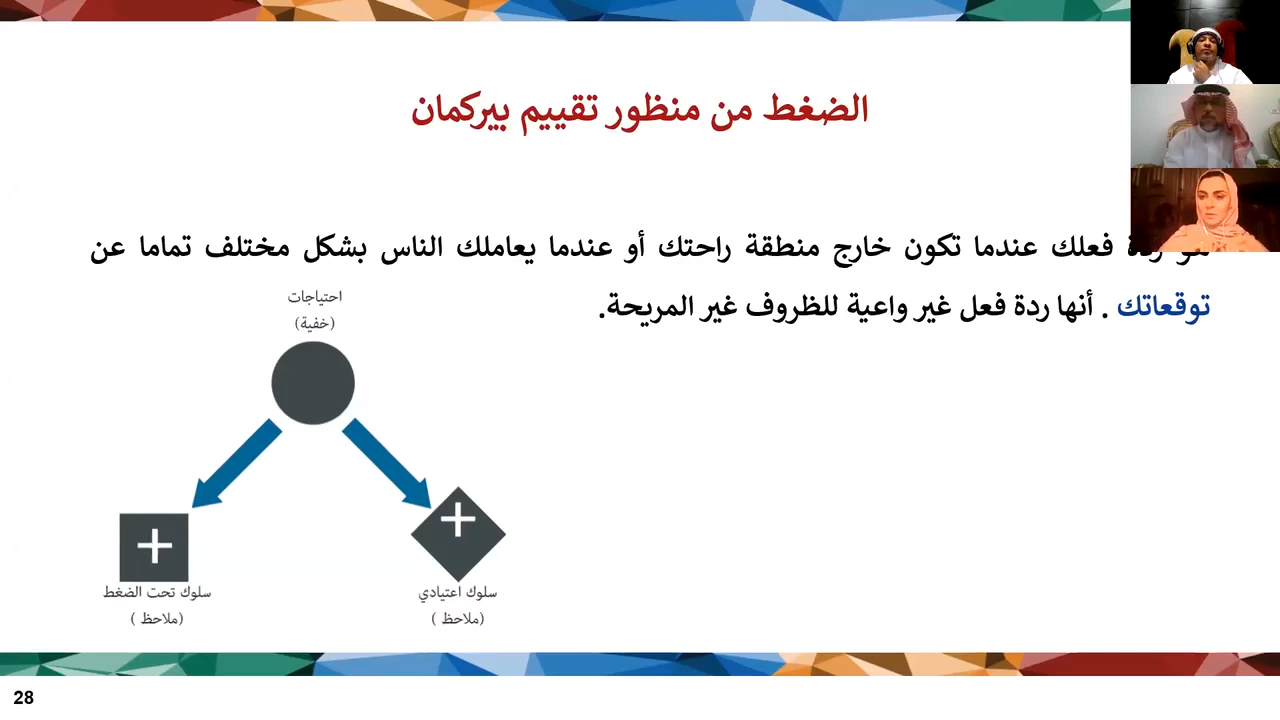 الضغط من منظور تقييم بيركمان
فعلك عندما تكون خارج منطقة راحتك أو عندما يعاملك الناس بشكل مختلف تماما عن
توقعاتك . أنها ردة فعل غير واعية للظروف غير المريحة.
احتياجات
(خفية)
سلوك اعتيادي
(ملاحظ )
سلوك تحت الضغط
(ملاحظ )
28